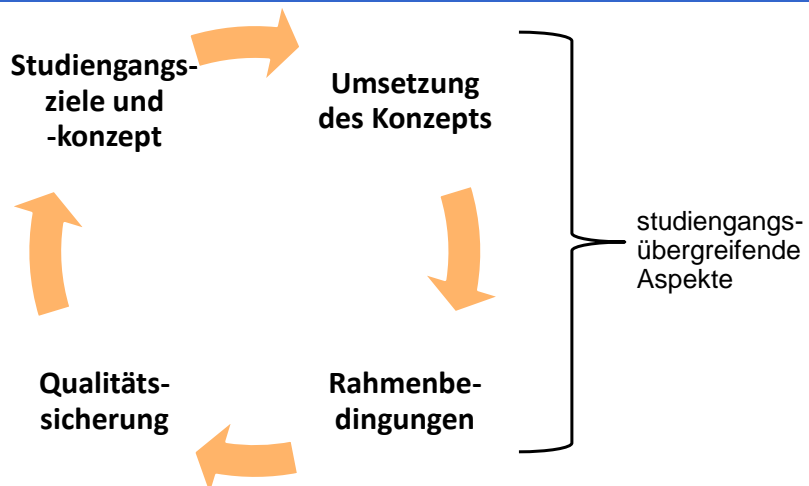 Studiengangs-
ziele und
-konzept
Umsetzung
des Konzepts
studiengangs-
übergreifende
Aspekte
Qualitäts-
sicherung
Rahmenbe-
dingungen